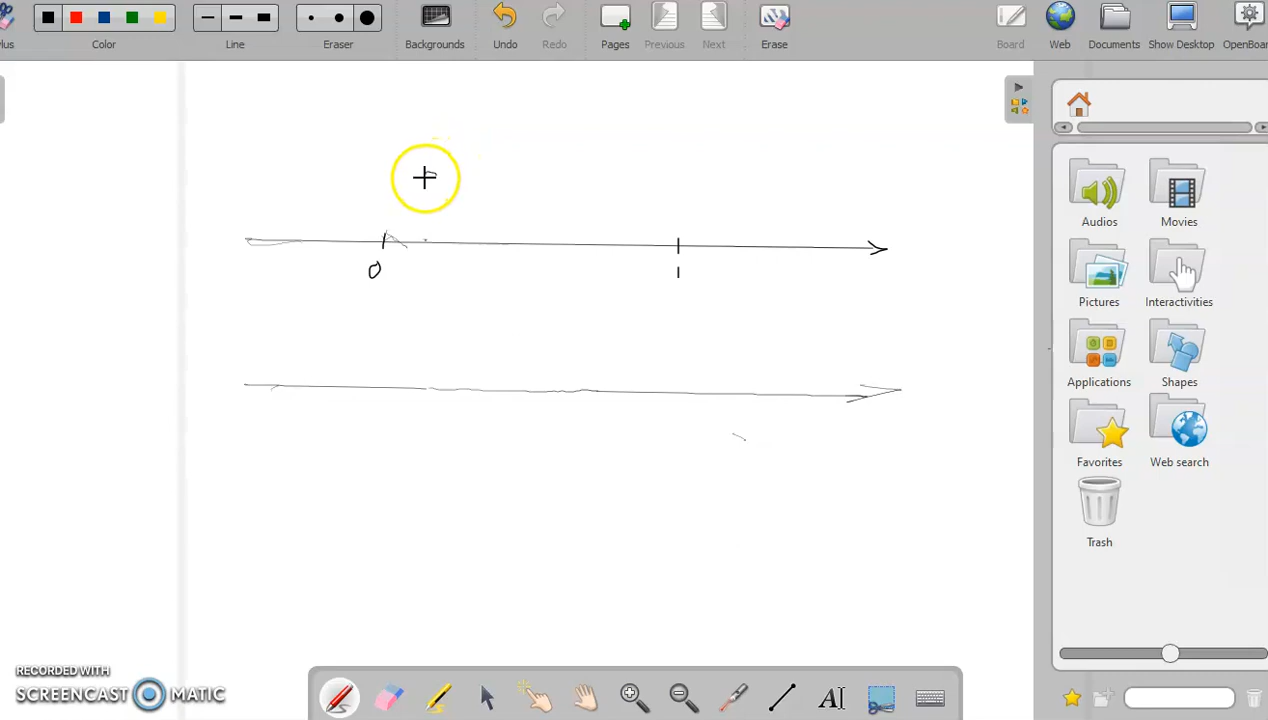 Color
Line
Eraser
Backgrounds
Undo
Redo
Pages
Previous
Next
Erase
Board
Web
Documents
Show Desktop
0
1
Audios
Movies
Pictures
Interactivities
Applications
Shapes
Favorites
Web search
Trash
RECORDED WITH
SCREENCAST MATIC
AI